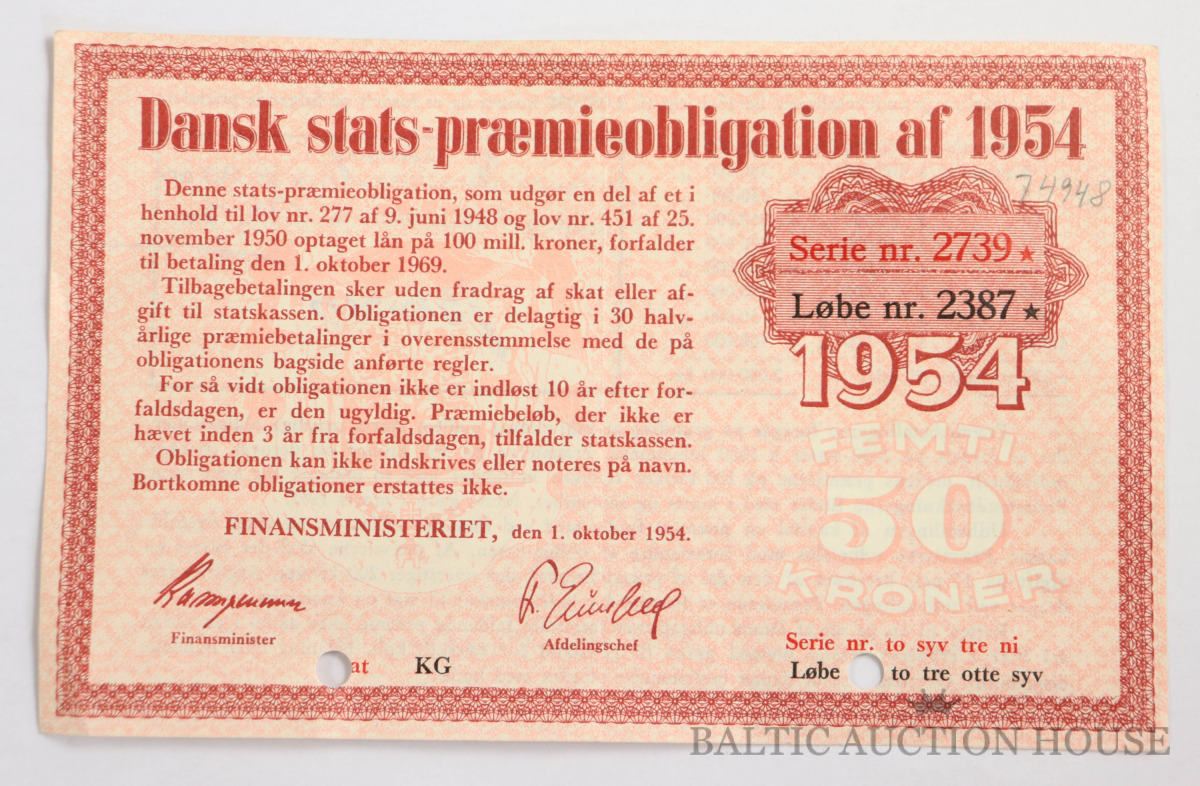 Dansk stats-præmieobligation af 1954
Denne stats-præmieobligation, som udgør en del af et i
henhold til lov nr. 277 af 9. juni 1948 og lov nr. 451 af 25.
november 1950 optaget lån på 100 mill. kroner, forfalder
til betaling den 1. oktober 1969.
Tilbagebetalingen sker uden fradrag af skat eller af-
gift til statskassen. Obligationen er delagtig i 30 halv-
årlige præmiebetalinger i overensstemmelse med de på
obligationens bagside anførte regler.
For så vidt obligationen ikke er indløst 10 år efter for-
faldsdagen, er den ugyldig. Præmiebeløb, der ikke er
hævet inden 3 år fra forfaldsdagen, tilfalder statskassen.
Obligationen kan ikke indskrives eller noteres på navn.
Bortkomne obligationer erstattes ikke.
FINANSMINISTERIET, den 1. oktober 1954.
Finansminister
Afdelingschef
at KG
74948
Serie nr. 2739 ★
Løbe nr. 2387 ★
1954
FEMTI
50
KRONER
Serie nr. to syv tre ni
Løbe to tre otte syv
BALTIC AUCTION HOUSE